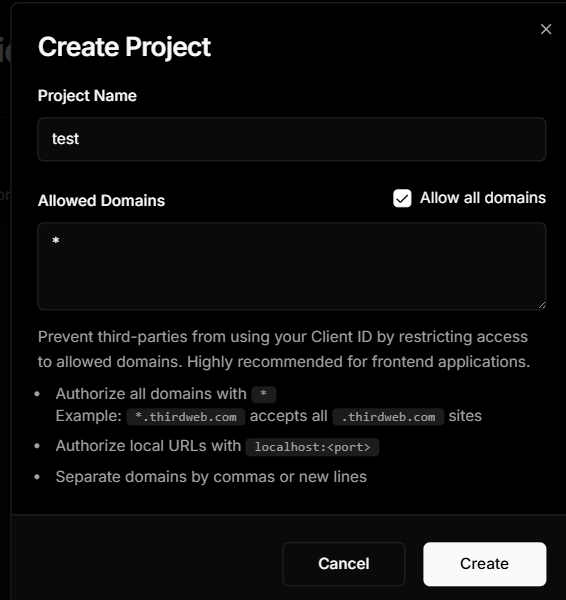 Create Project
Project Name
test
Allowed Domains
Allow all domains
*
Prevent third-parties from using your Client ID by restricting access
to allowed domains. Highly recommended for frontend applications.
• Authorize all domains with *
Example: *.thirdweb.com accepts all .thirdweb.com sites
• Authorize local URLs with localhost:<port>
• Separate domains by commas or new lines
Cancel
Create